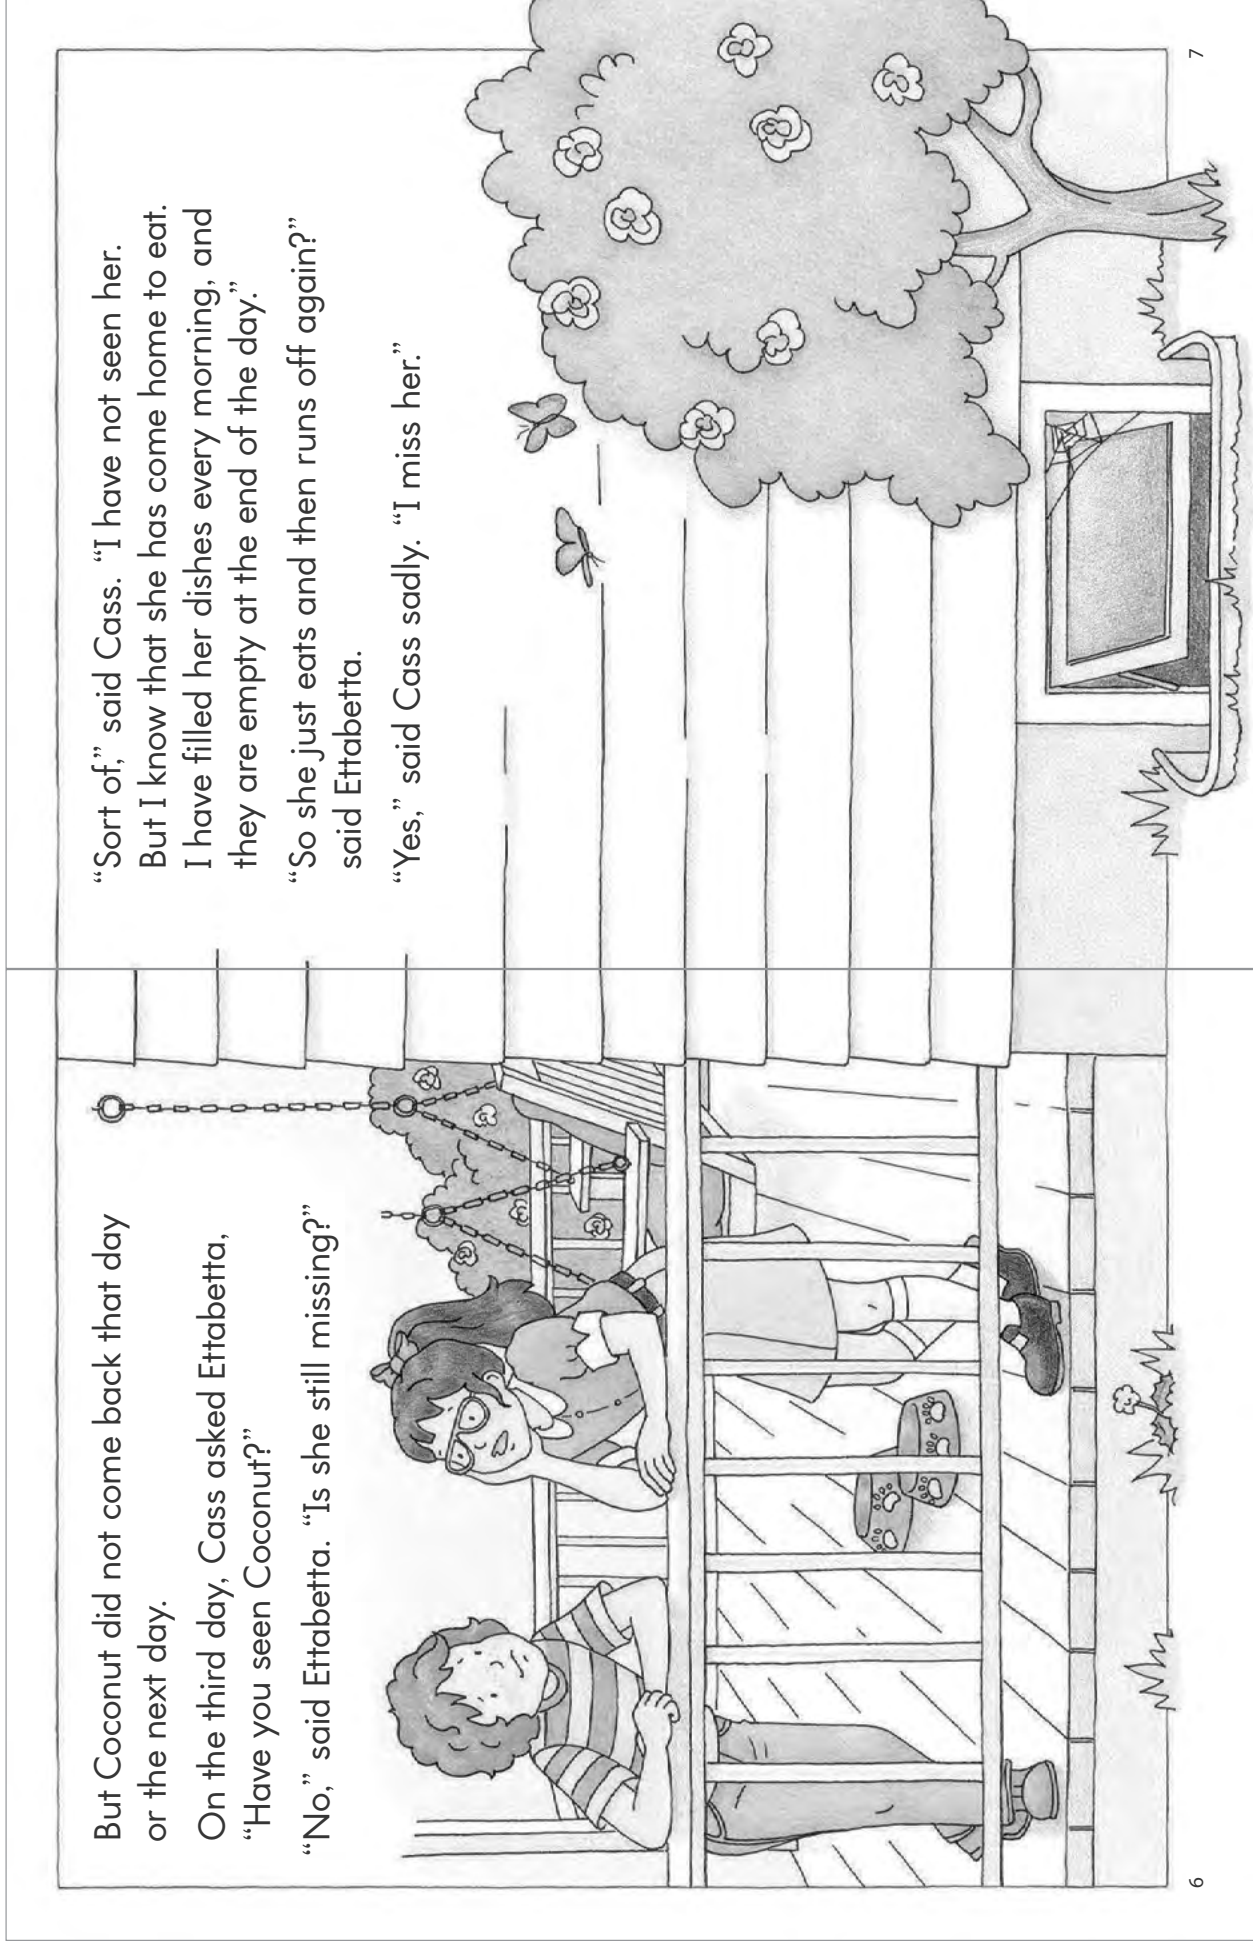 But Coconut did not come back that day
or the next day.
On the third day, Cass asked Ettabetta,
“Have you seen Coconut?”
“No,” said Ettabetta. “Is she still missing?”
6
“Sort of,” said Cass. “I have not seen her.
But I know that she has come home to eat.
I have filled her dishes every morning, and
they are empty at the end of the day.”
“So she just eats and then runs off again?”
said Ettabetta.
“Yes,” said Cass sadly. “I miss her.”
7